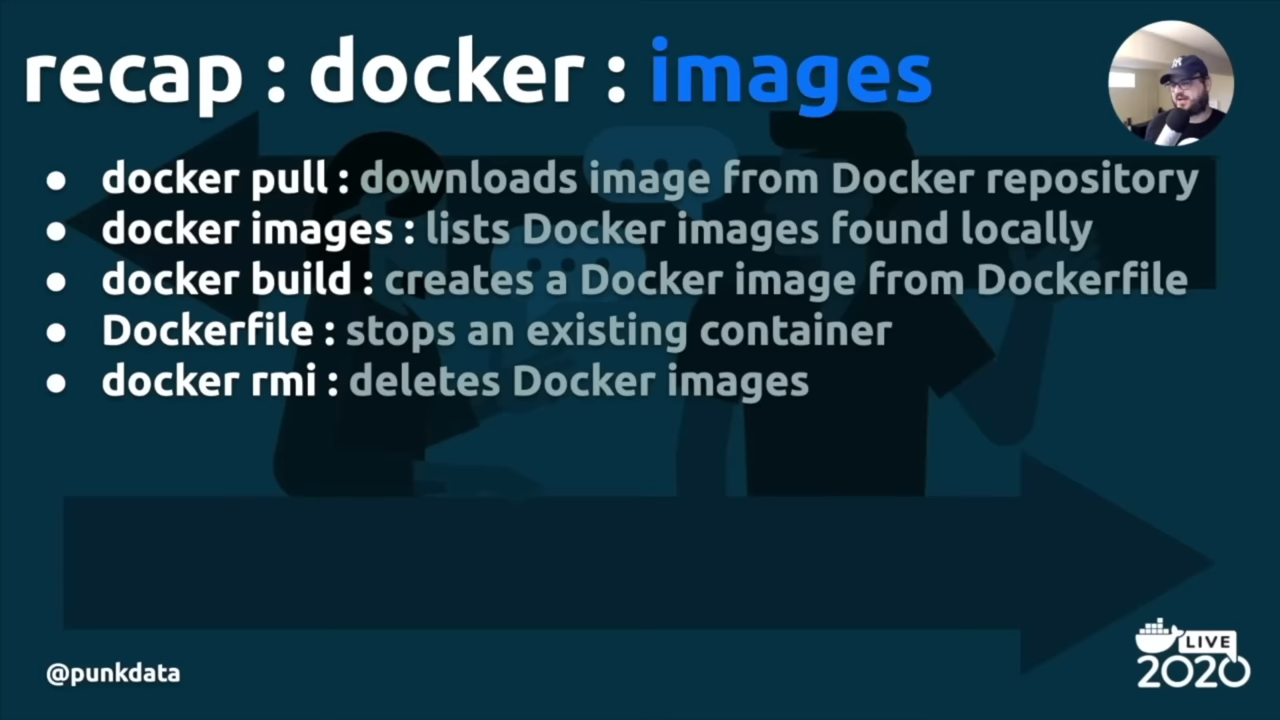 recap : docker : images
● docker pull : downloads image from Docker repository
● docker images : lists Docker images found locally
● docker build : creates a Docker image from Dockerfile
● Dockerfile : stops an existing container
● docker rmi : deletes Docker images
@punkdata
LIVE
2020